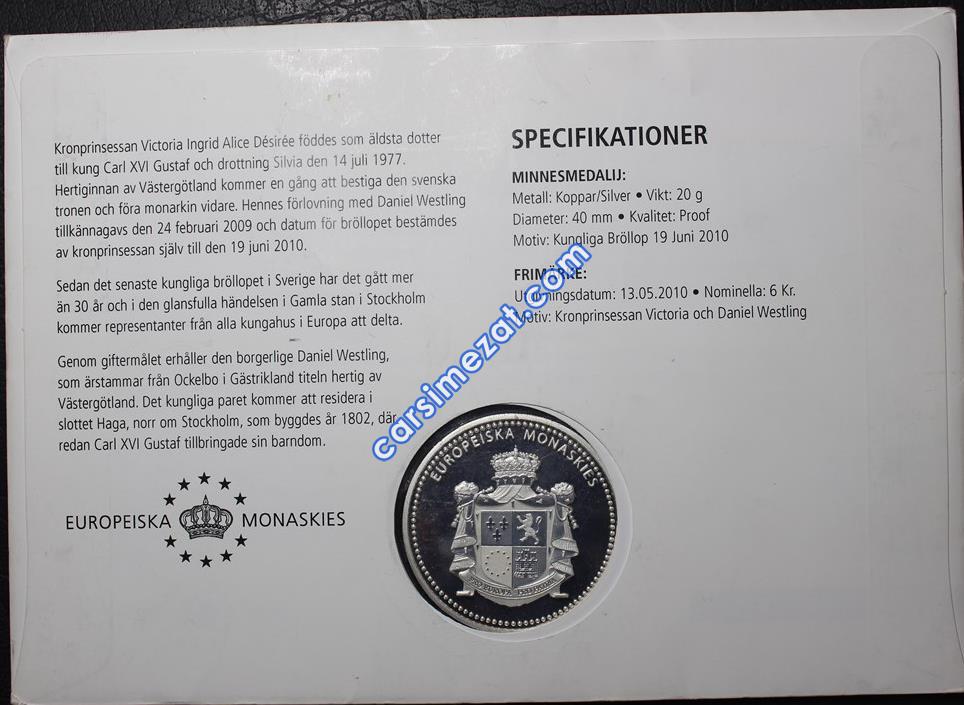 Kronprinsessan Victoria Ingrid Alice Désirée föddes som äldsta dotter
till kung Carl XVI Gustaf och drottning Silvia den 14 juli 1977.
Hertiginnan av Västergötland kommer en gång att bestiga den svenska
tronen och föra monarkin vidare. Hennes förlovning med Daniel Westling
tillkännagavs den 24 februari 2009 och datum för bröllopet bestämdes
av kronprinsessan själv till den 19 juni 2010.
Sedan det senaste kungliga bröllopet i Sverige har det gått mer
än 30 år och i den glansfulla händelsen i Gamla stan i Stockholm
kommer representanter från alla kungahus i Europa att delta.
Genom giftermålet erhåller den borgerlige Daniel Westling,
som årstammar från Ockelbo i Gästrikland titeln hertig av
Västergötland. Det kungliga paret kommer att residera i
slottet Haga, norr om Stockholm, som byggdes år 1802, där
redan Carl XVI Gustaf tillbringade sin barndom.
EUROPEISKA MONASKIES
SPECIFIKATIONER
MINNESMEDALIJ:
Metall: Koppar/Silver • Vikt: 20 g
Diameter: 40 mm • Kvalitet: Proof
Motiv: Kungliga Bröllop 19 Juni 2010
FRIMÄRKE:
Utgivningsdatum: 13.05.2010 • Nominella: 6 Kr.
Motiv: Kronprinsessan Victoria och Daniel Westling
EUROPEISKA MONASKIES
carsimezat.com